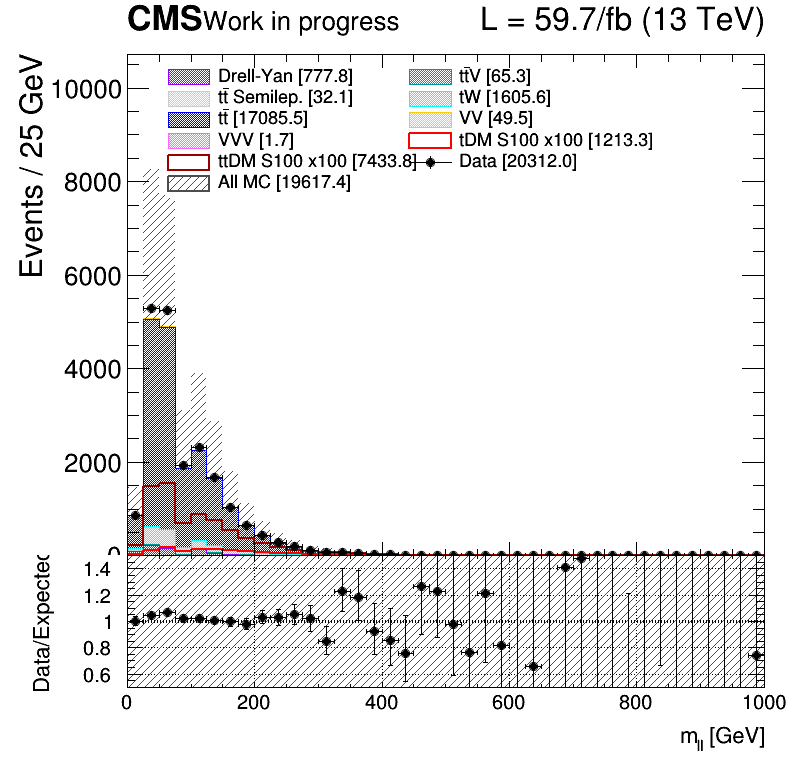 CMS Work in progress L = 59.7/fb (13 TeV)
Events / 25 GeV
10000
8000
6000
4000
2000
0
Drell-Yan [777.8]
tt̄V [65.3]
tt̄ Semilep. [32.1]
tW [1605.6]
tt̄ [17085.5]
VV [49.5]
VVV [1.7]
tDM S100 x100 [1213.3]
ttDM S100 x100 [7433.8]
Data [20312.0]
All MC [19617.4]
Data/Expected
1.4
1.2
1
0.8
0.6
0 200 400 600 800 1000
m_ll [GeV]